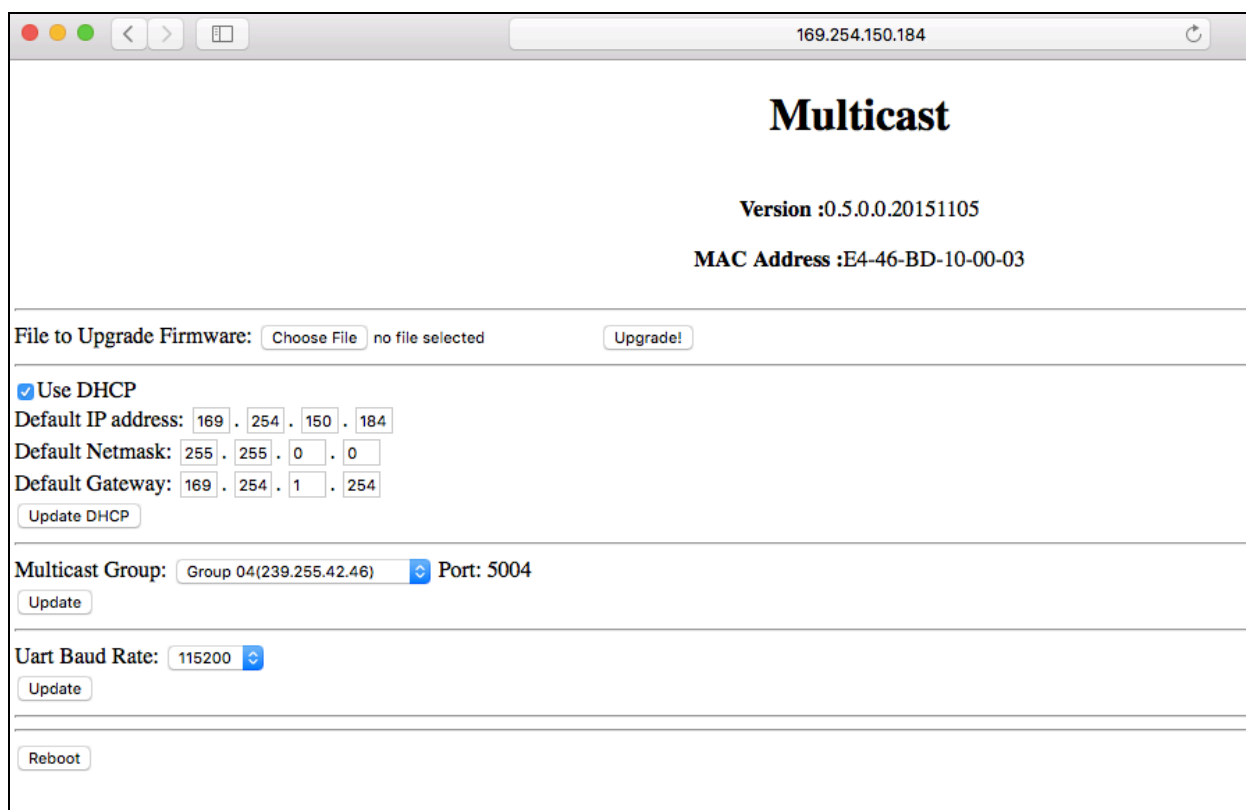 169.254.150.184
Multicast
Version :0.5.0.0.20151105
MAC Address :E4-46-BD-10-00-03
File to Upgrade Firmware: Choose File no file selected Upgrade!
Use DHCP
Default IP address: 169 . 254 . 150 . 184
Default Netmask: 255 . 255 . 0 . 0
Default Gateway: 169 . 254 . 1 . 254
Update DHCP
Multicast Group: Group 04(239.255.42.46) Port: 5004
Update
Uart Baud Rate: 115200
Update
Reboot